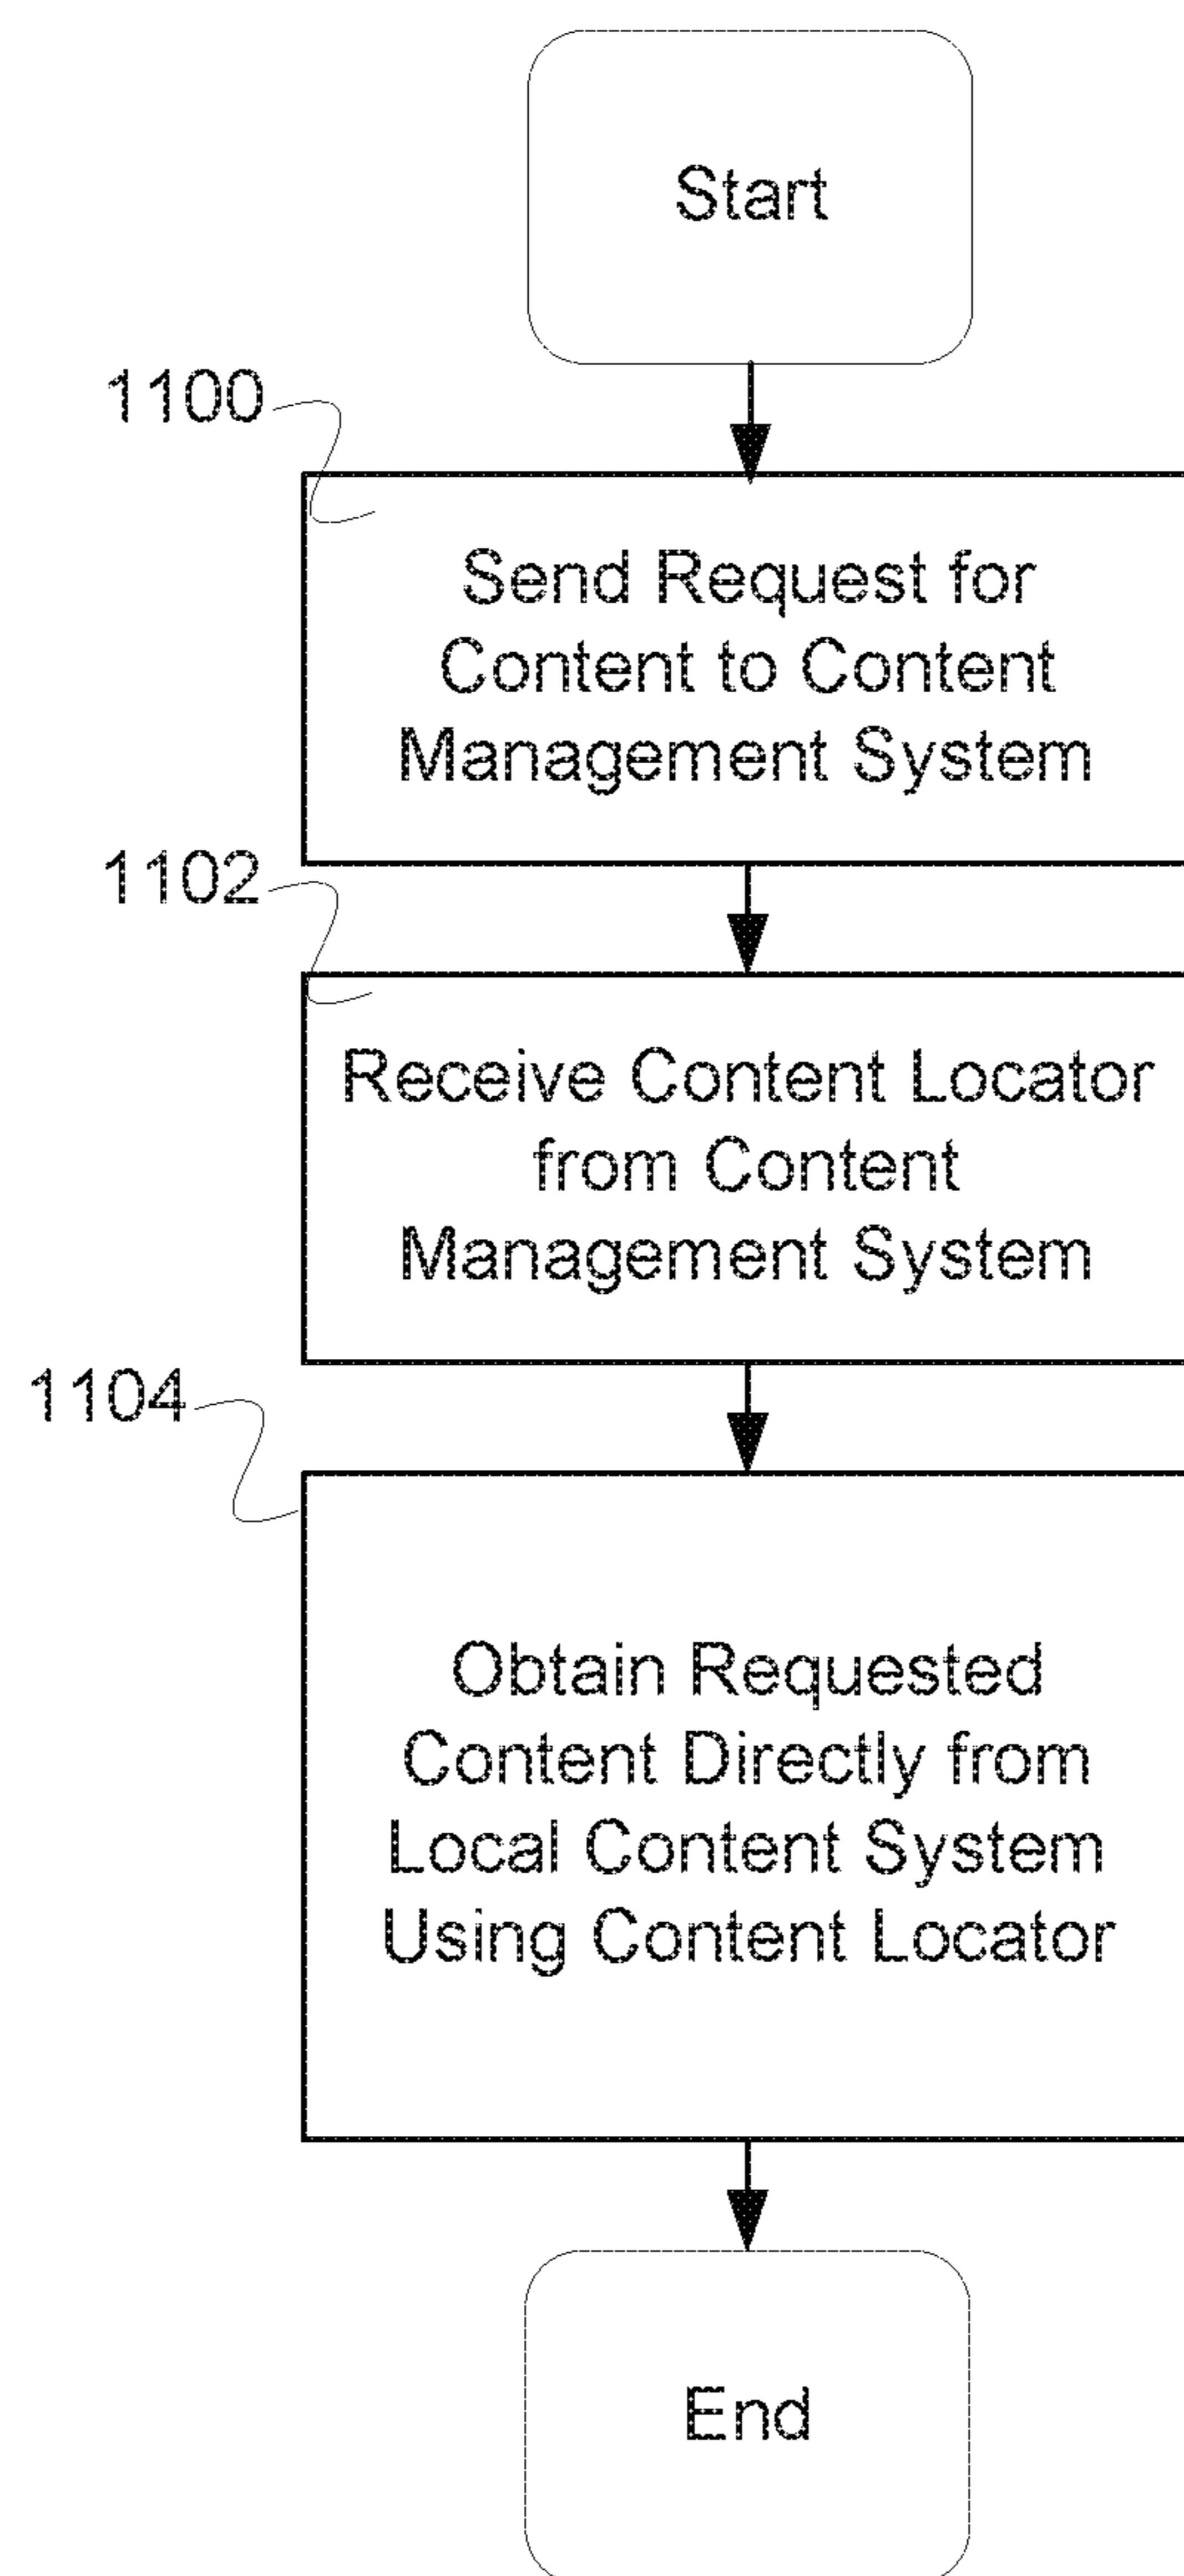 Start
1100
Send Request for
Content to Content
Management System
1102
Receive Content Locator
from Content
Management System
1104
Obtain Requested
Content Directly from
Local Content System
Using Content Locator
End